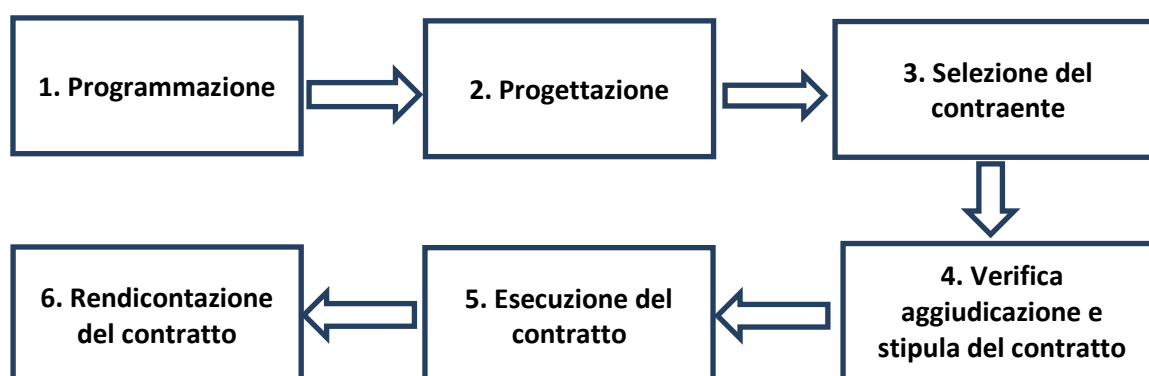 1. Programmazione
2. Progettazione
3. Selezione del
contraente
4. Verifica
aggiudicazione e
stipula del contratto
5. Esecuzione del
contratto
6. Rendicontazione
del contratto